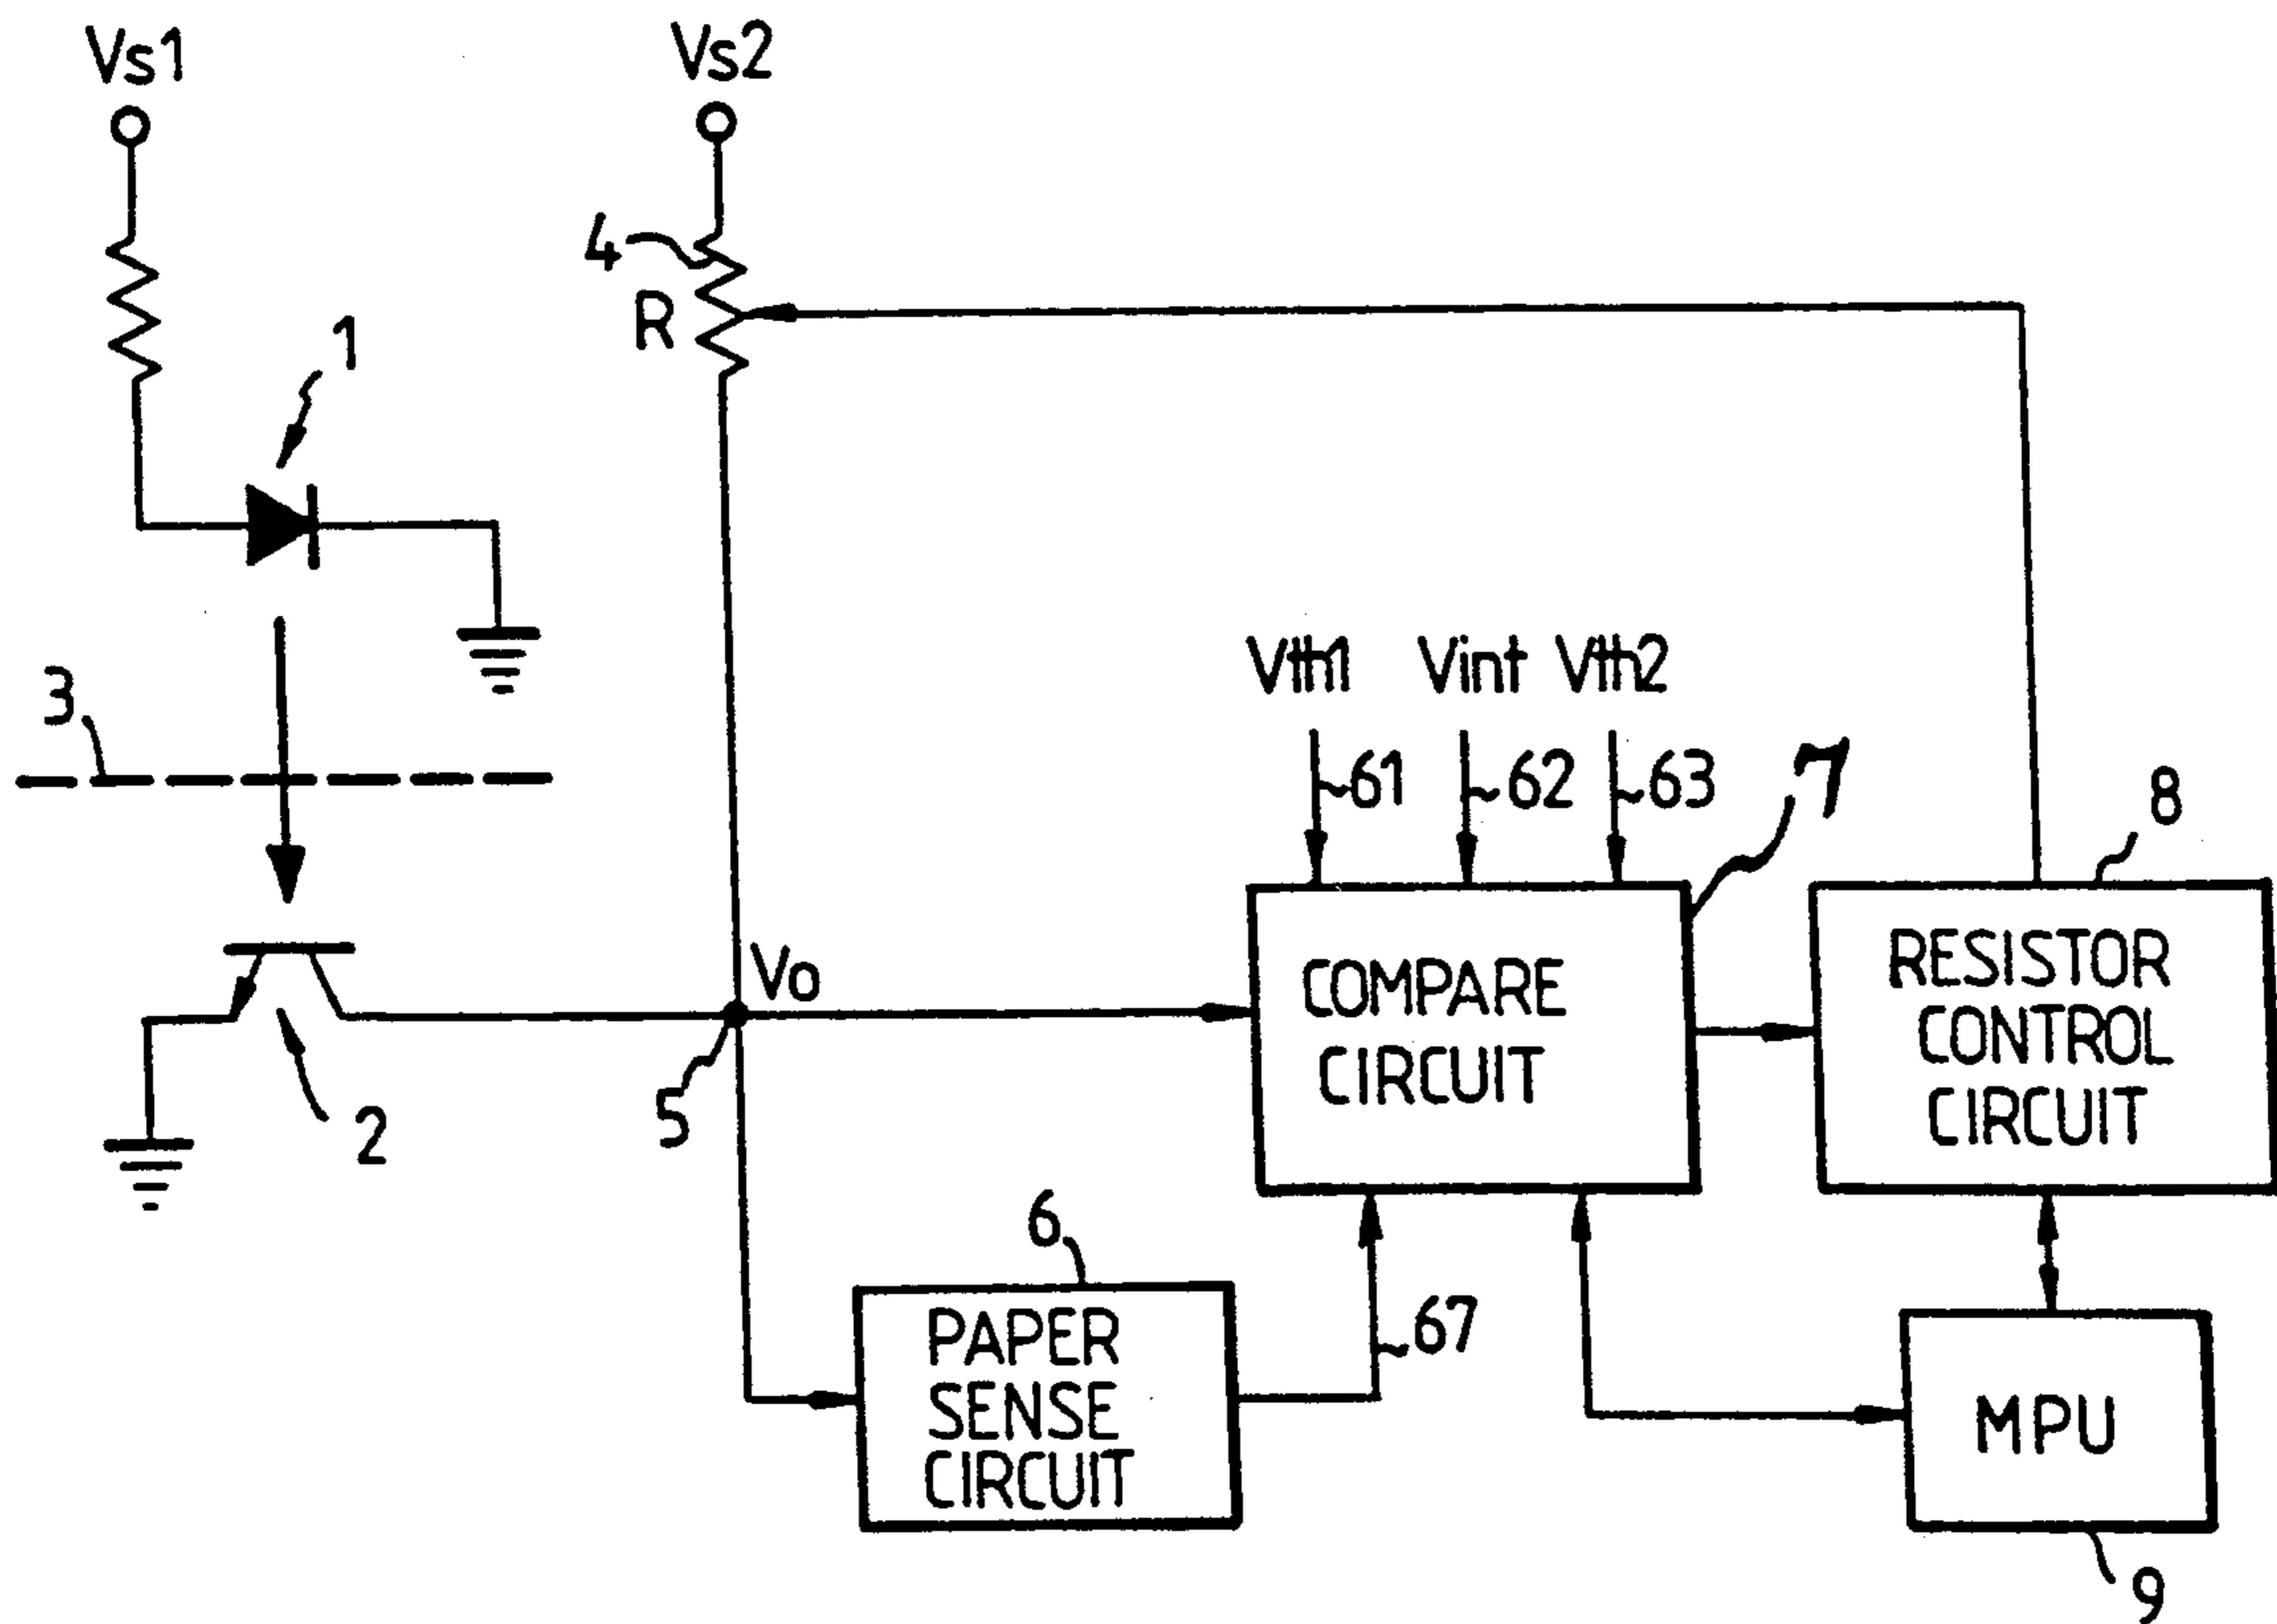 Vs1
Vs2
4
R
1
3
Vth1 Vint Vth2
61 62 63
7
8
Vo
COMPARE
CIRCUIT
RESISTOR
CONTROL
CIRCUIT
5
2
6
PAPER
SENSE
CIRCUIT
67
MPU
9